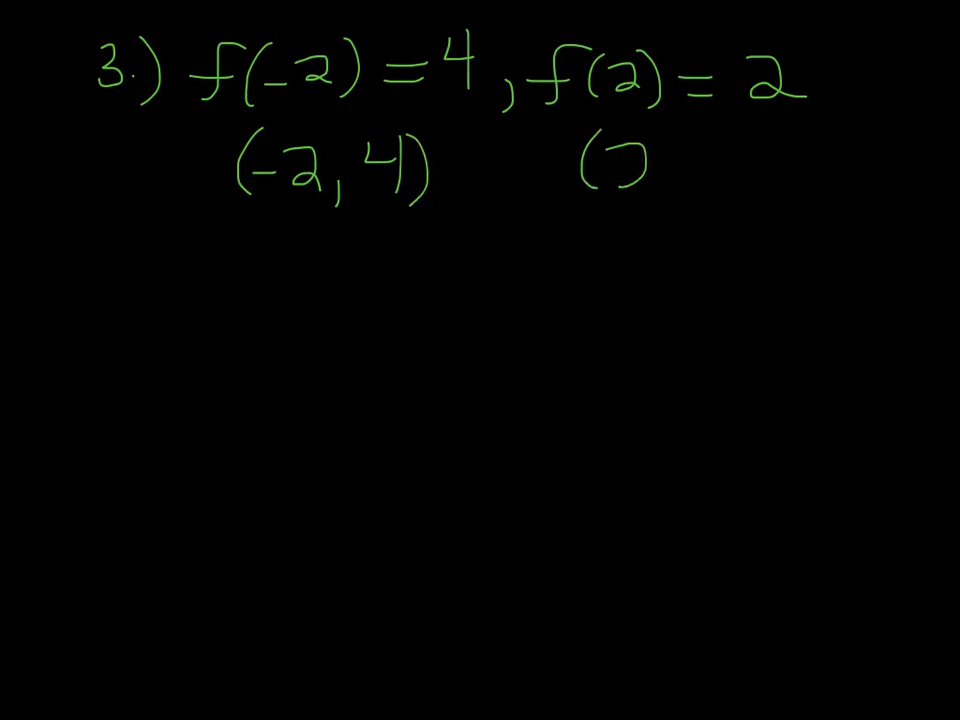 3.) f(-2) = 4, f(2) = 2
(-2, 4) (